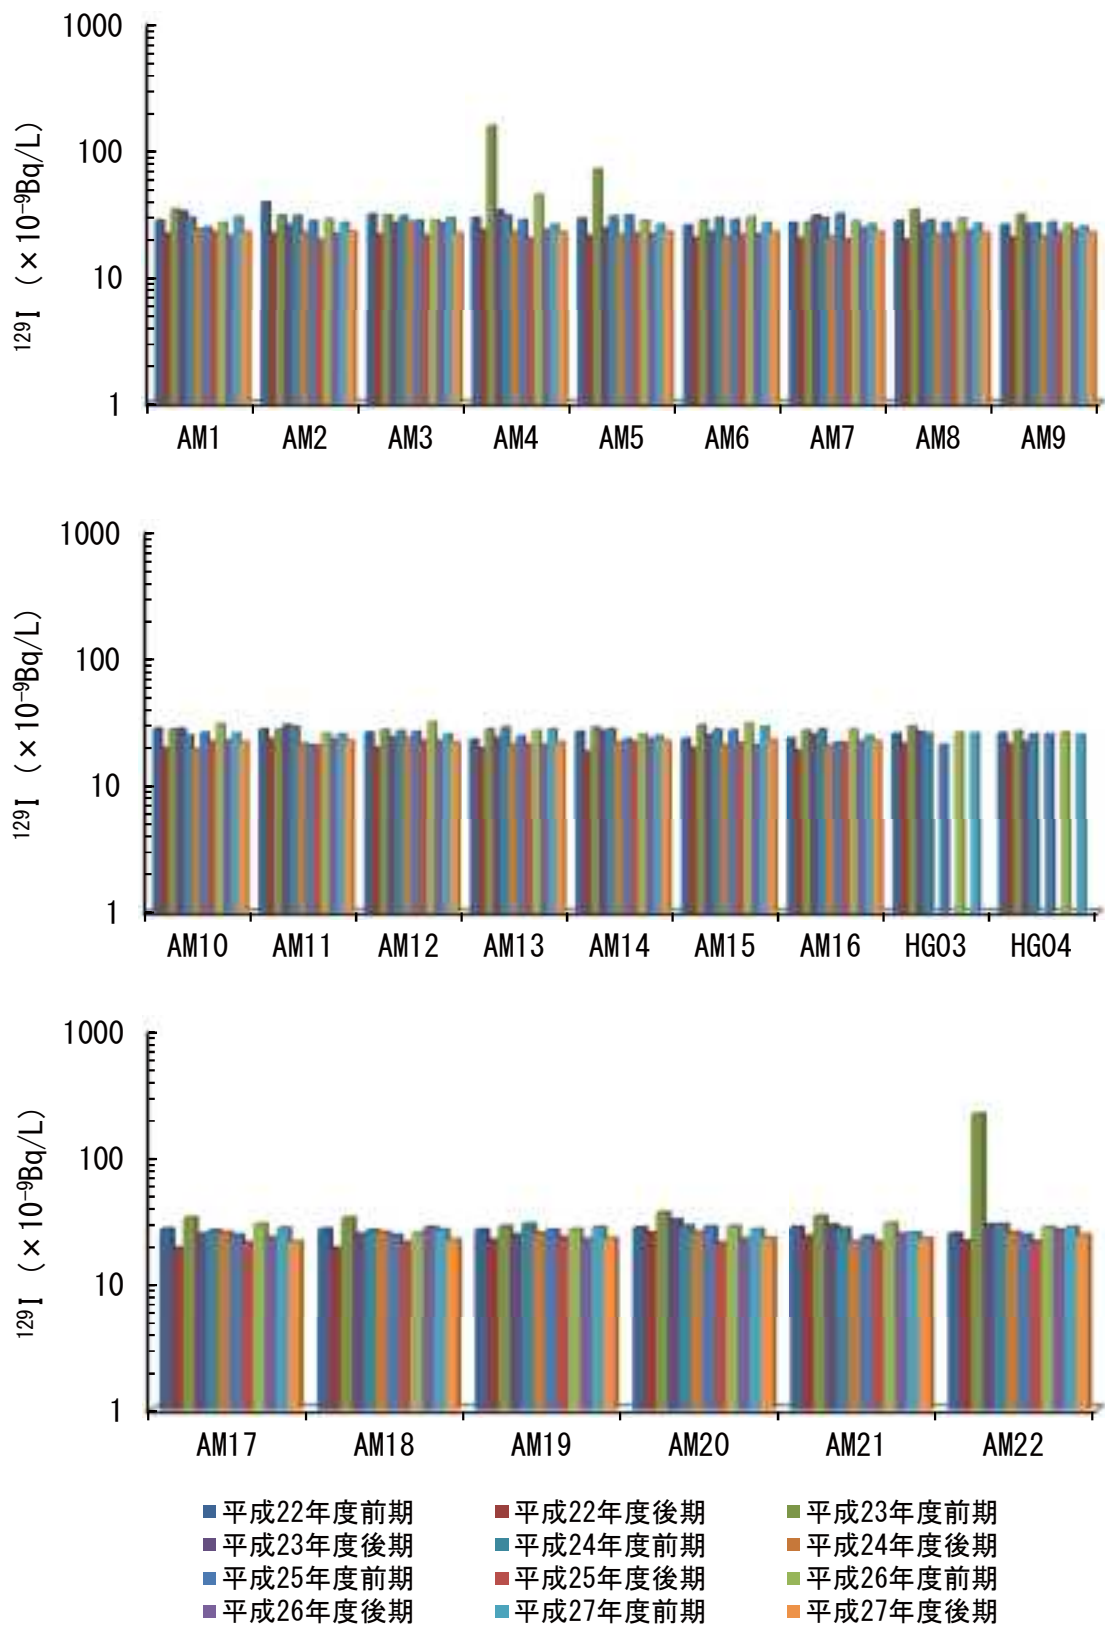 1000
100
10
1
¹²⁹I (×10⁻⁹Bq/L)
AM1 AM2 AM3 AM4 AM5 AM6 AM7 AM8 AM9
1000
100
10
1
¹²⁹I (×10⁻⁹Bq/L)
AM10 AM11 AM12 AM13 AM14 AM15 AM16 HG03 HG04
1000
100
10
1
¹²⁹I (×10⁻⁹Bq/L)
AM17 AM18 AM19 AM20 AM21 AM22
平成22年度前期 平成22年度後期 平成23年度前期
平成23年度後期 平成24年度前期 平成24年度後期
平成25年度前期 平成25年度後期 平成26年度前期
平成26年度後期 平成27年度前期 平成27年度後期